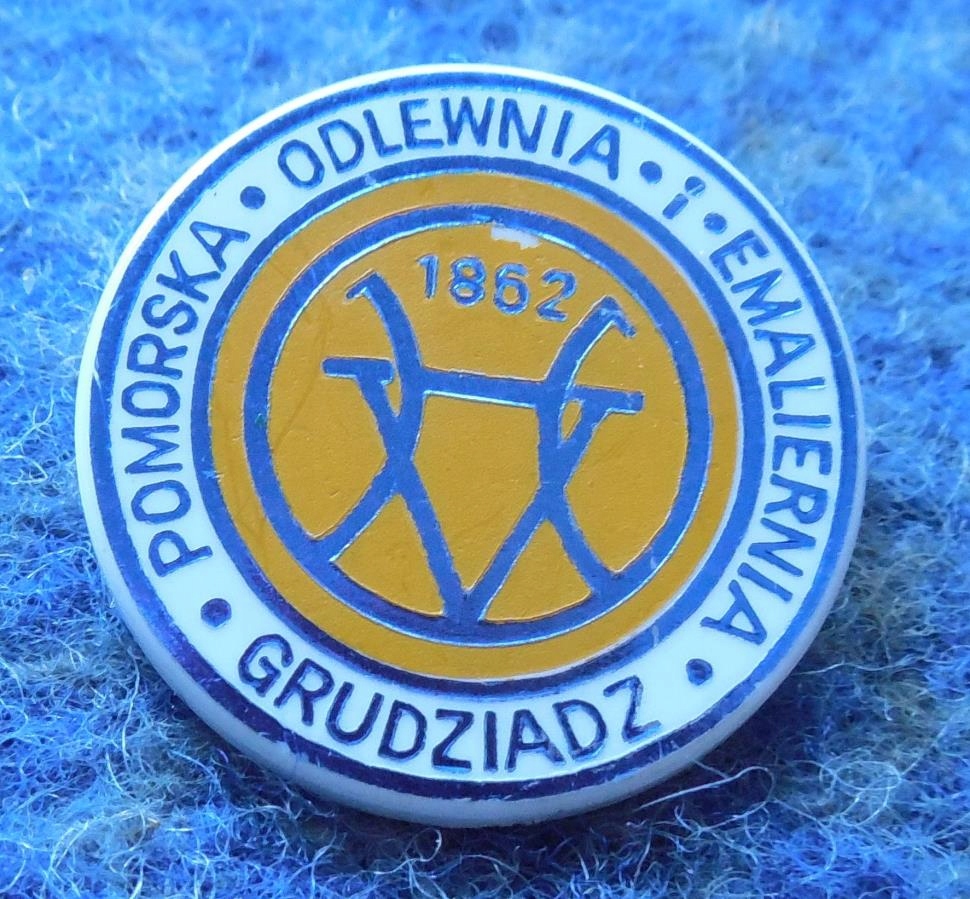 POMORSKA • ODLEWNIA • i • EMALIERNIA •
GRUDZIADZ •
1862